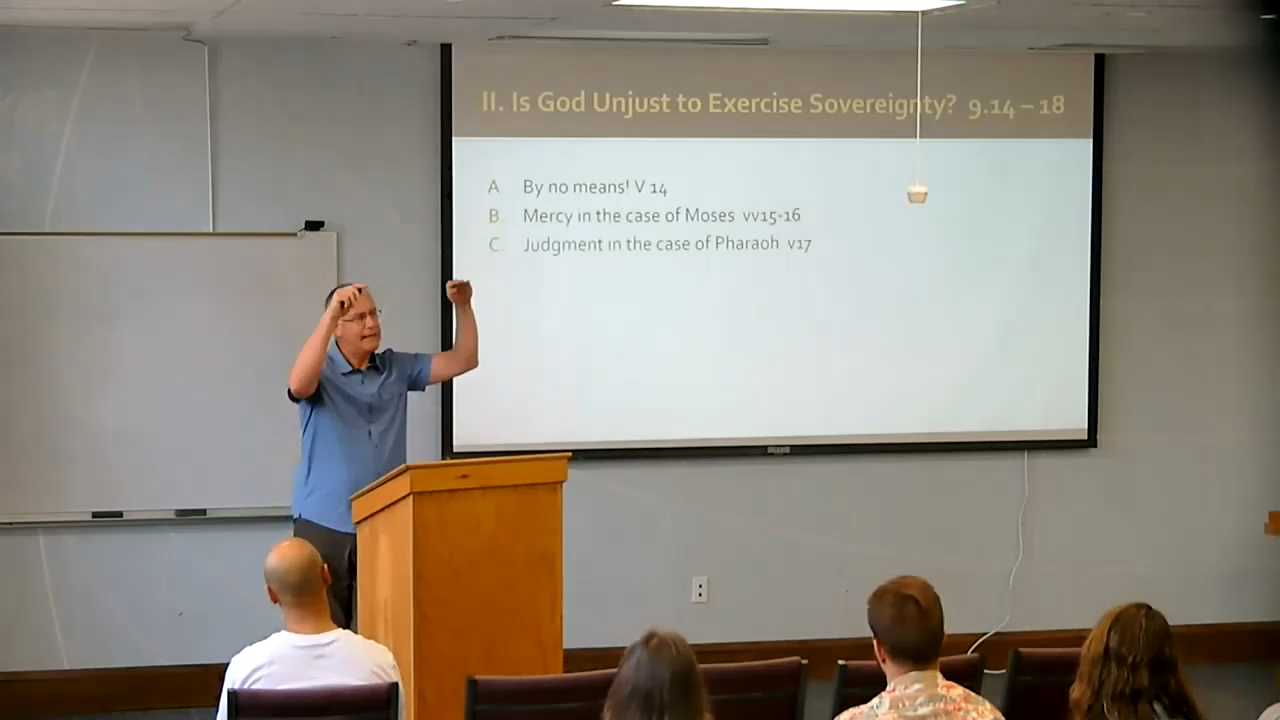 II. Is God Unjust to Exercise Sovereignty? 9.14 – 18
A By no means! V 14
B. Mercy in the case of Moses vv15-16
C. Judgment in the case of Pharaoh v17